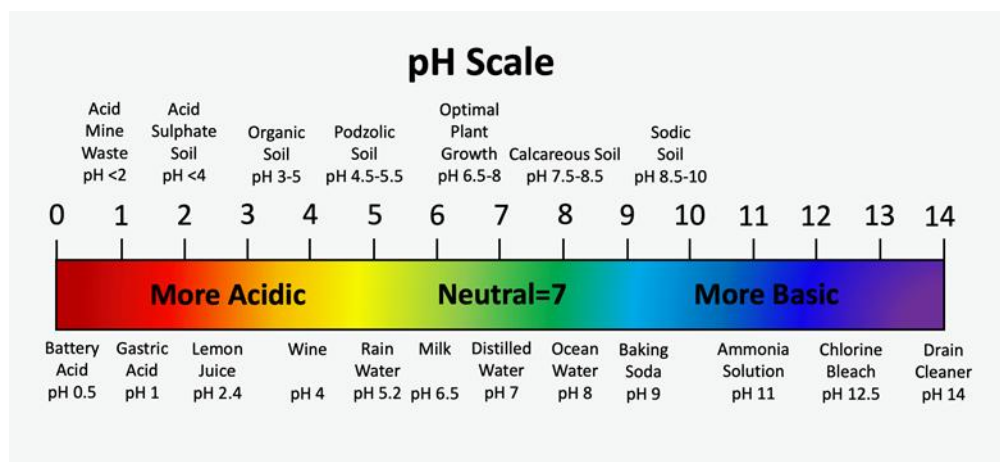 pH Scale
Acid
Mine
Waste
pH <2
Acid
Sulphate
Soil
pH <4
Organic
Soil
pH 3-5
Podzolic
Soil
pH 4.5-5.5
Optimal
Plant
Growth
pH 6.5-8
Calcareous Soil
pH 7.5-8.5
Sodic
Soil
pH 8.5-10
0 1 2 3 4 5 6 7 8 9 10 11 12 13 14
More Acidic Neutral=7 More Basic
Battery
Acid
pH 0.5
Gastric
Acid
pH 1
Lemon
Juice
pH 2.4
Wine
pH 4
Rain
Water
pH 5.2
Milk
pH 6.5
Distilled
Water
pH 7
Ocean
Water
pH 8
Baking
Soda
pH 9
Ammonia
Solution
pH 11
Chlorine
Bleach
pH 12.5
Drain
Cleaner
pH 14